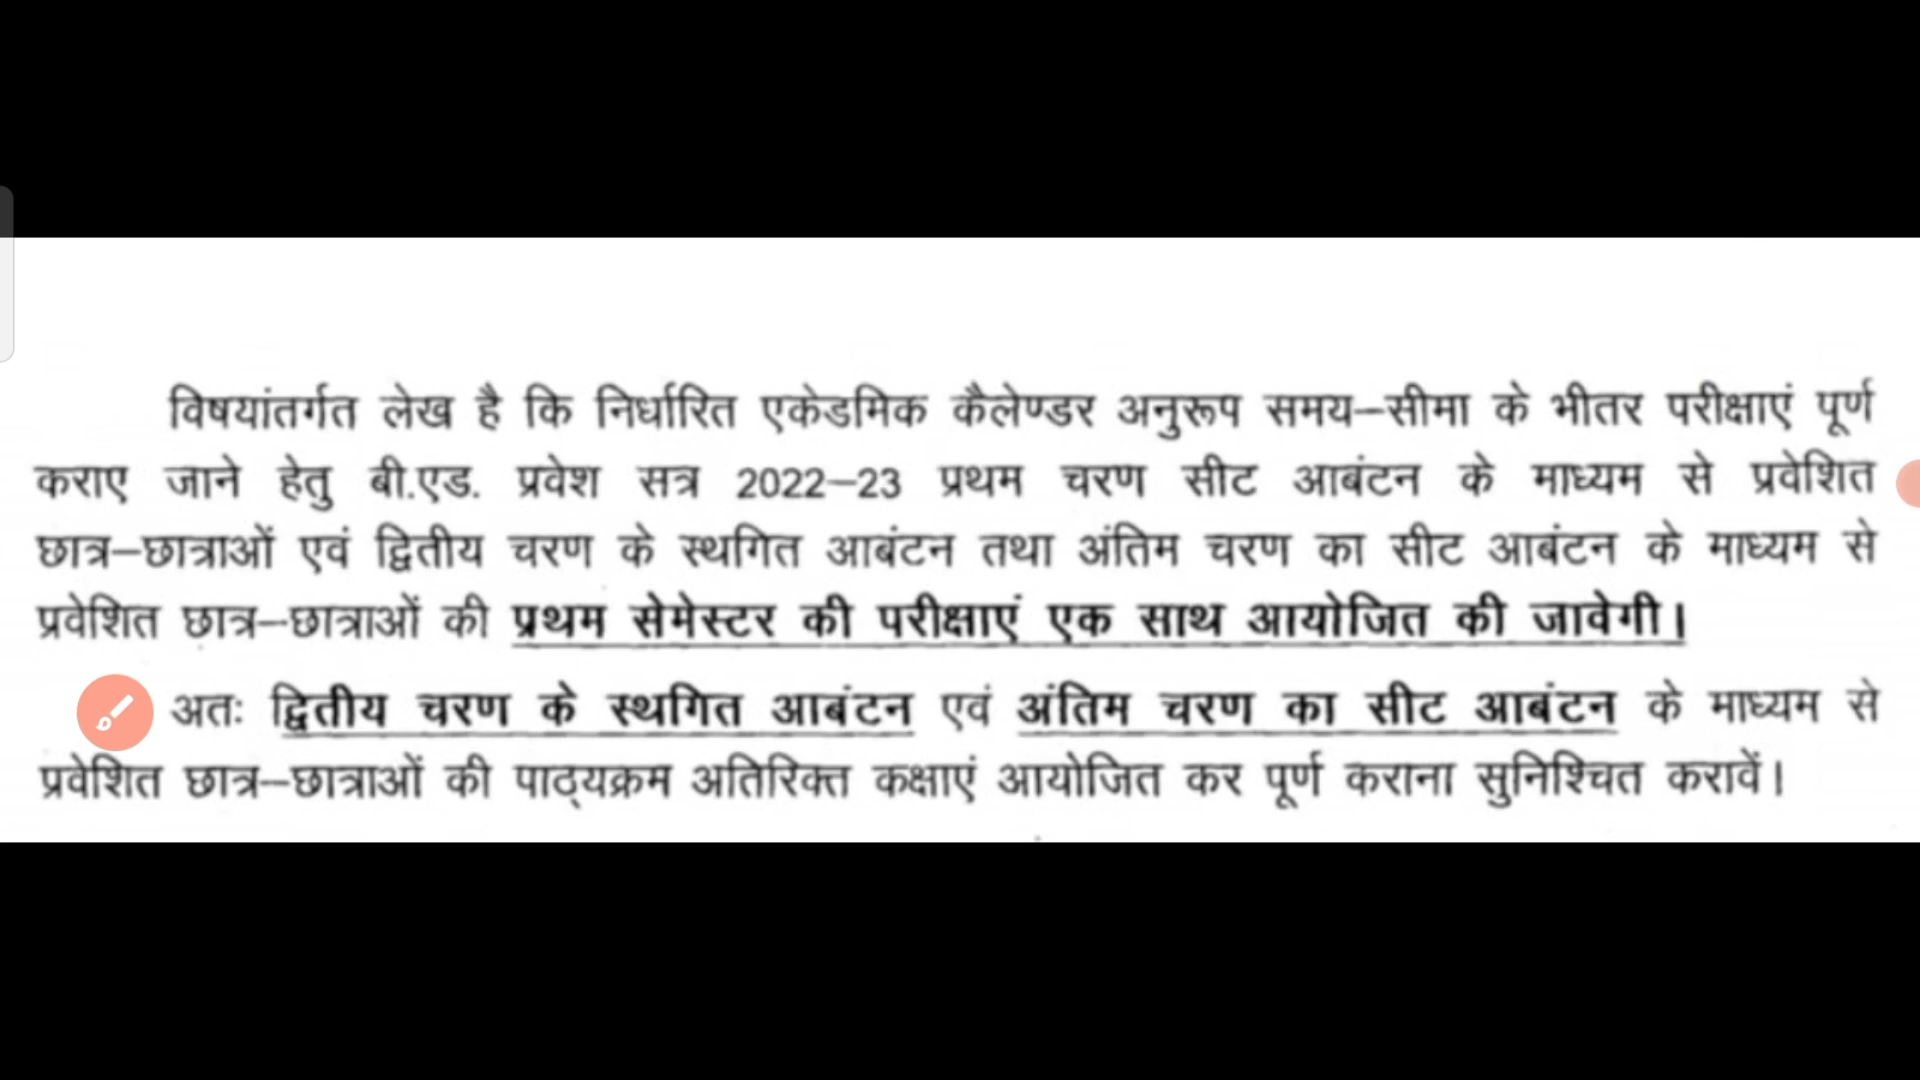 विषयांतर्गत लेख है कि निर्धारित एकेडमिक कैलेण्डर अनुरूप समय–सीमा के भीतर परीक्षाएं पूर्ण
कराए जाने हेतु बी.एड. प्रवेश सत्र 2022–23 प्रथम चरण सीट आबंटन के माध्यम से प्रवेशित
छात्र–छात्राओं एवं द्वितीय चरण के स्थगित आबंटन तथा अंतिम चरण का सीट आबंटन के माध्यम से
प्रवेशित छात्र–छात्राओं की प्रथम सेमेस्टर की परीक्षाएं एक साथ आयोजित की जावेगी।
अतः द्वितीय चरण के स्थगित आबंटन एवं अंतिम चरण का सीट आबंटन के माध्यम से
प्रवेशित छात्र–छात्राओं की पाठ्यक्रम अतिरिक्त कक्षाएं आयोजित कर पूर्ण कराना सुनिश्चित करावें।